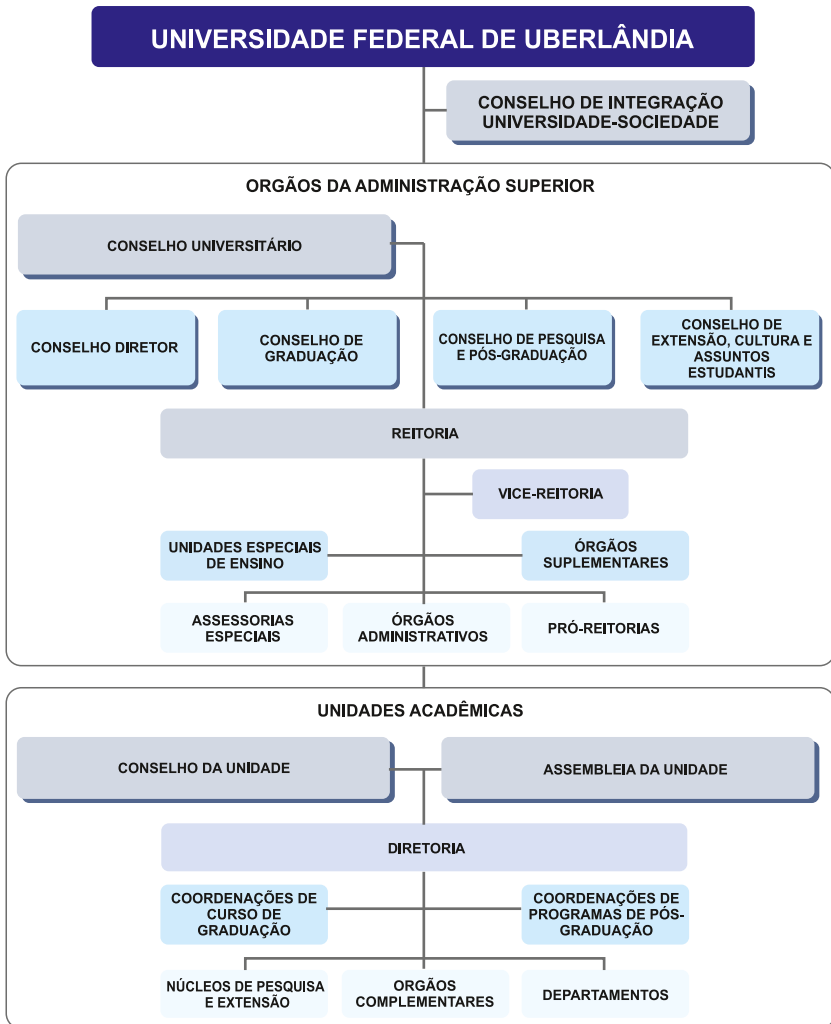 UNIVERSIDADE FEDERAL DE UBERLÂNDIA
CONSELHO DE INTEGRAÇÃO
UNIVERSIDADE-SOCIEDADE
ORGÃOS DA ADMINISTRAÇÃO SUPERIOR
CONSELHO UNIVERSITÁRIO
CONSELHO DIRETOR
CONSELHO DE
GRADUAÇÃO
CONSELHO DE PESQUISA
E PÓS-GRADUAÇÃO
CONSELHO DE
EXTENSÃO, CULTURA E
ASSUNTOS
ESTUDANTIS
REITORIA
VICE-REITORIA
UNIDADES ESPECIAIS
DE ENSINO
ÓRGÃOS
SUPLEMENTARES
ASSESSORIAS
ESPECIAIS
ÓRGÃOS
ADMINISTRATIVOS
PRÓ-REITORIAS
UNIDADES ACADÊMICAS
CONSELHO DA UNIDADE
ASSEMBLEIA DA UNIDADE
DIRETORIA
COORDENAÇÕES DE
CURSO DE
GRADUAÇÃO
COORDENAÇÕES DE
PROGRAMAS DE PÓS-
GRADUAÇÃO
NÚCLEOS DE PESQUISA
E EXTENSÃO
ORGÃOS
COMPLEMENTARES
DEPARTAMENTOS